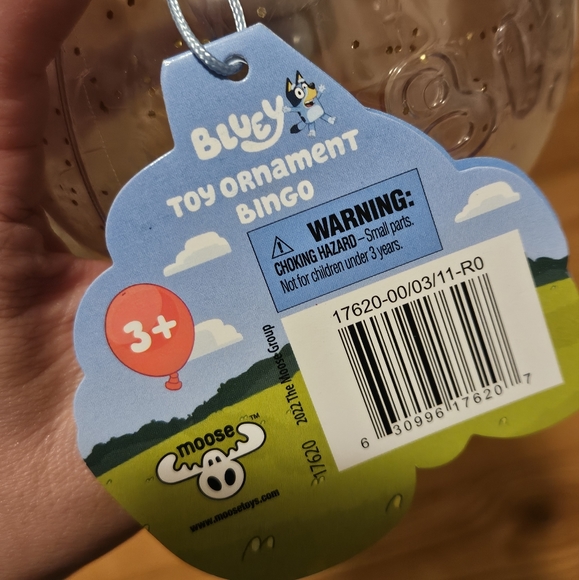 BLUEY
TOY ORNAMENT
BINGO
WARNING:
CHOKING HAZARD – Small parts.
Not for children under 3 years.
3+
17620-00/03/11-R0
6 30996 17620 7
17620 2022 The Moose Group
moose™
www.moosetoys.com